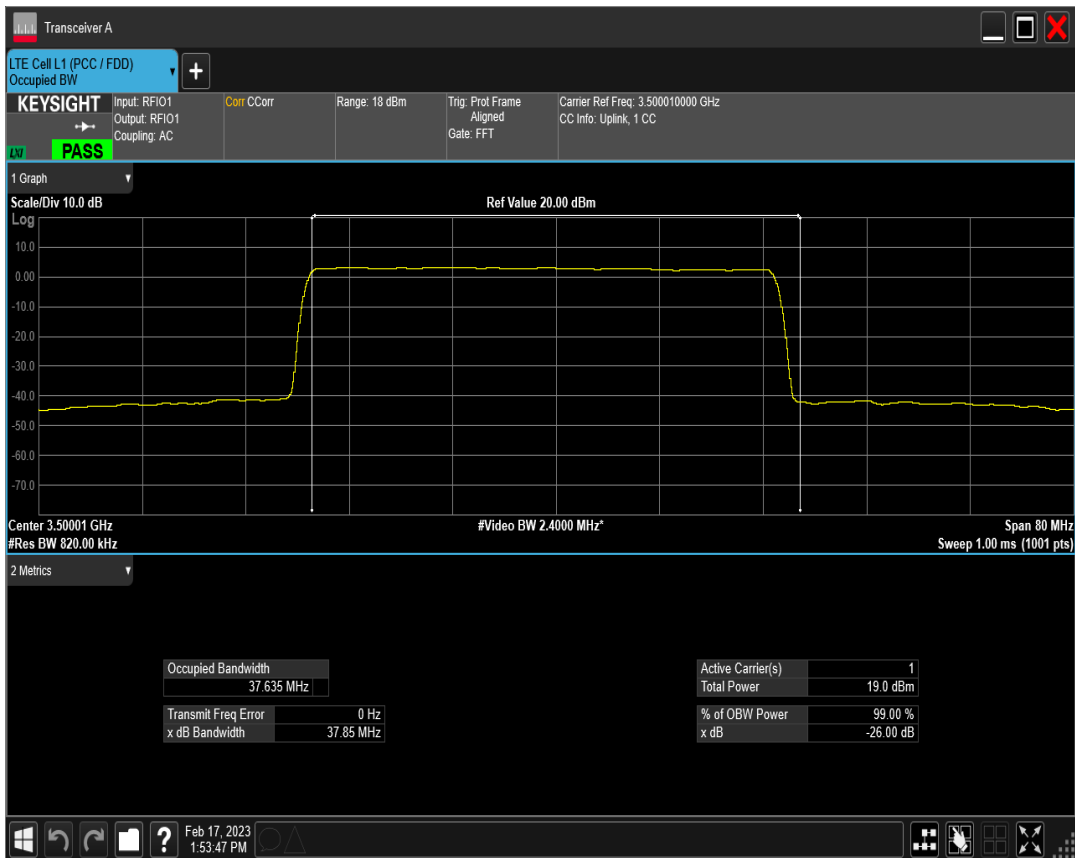 Transceiver A
LTE Cell L1 (PCC / FDD)
Occupied BW
+
KEYSIGHT
LXI
PASS
Input: RFIO1
Output: RFIO1
Coupling: AC
Corr CCorr
Range: 18 dBm
Trig: Prot Frame
Aligned
Gate: FFT
Carrier Ref Freq: 3.500010000 GHz
CC Info: Uplink, 1 CC
1 Graph
Scale/Div 10.0 dB
Ref Value 20.00 dBm
Log
10.0
0.00
-10.0
-20.0
-30.0
-40.0
-50.0
-60.0
-70.0
Center 3.50001 GHz
#Video BW 2.4000 MHz*
Span 80 MHz
#Res BW 820.00 kHz
Sweep 1.00 ms (1001 pts)
2 Metrics
Occupied Bandwidth
37.635 MHz
Transmit Freq Error 0 Hz
x dB Bandwidth 37.85 MHz
Active Carrier(s) 1
Total Power 19.0 dBm
% of OBW Power 99.00 %
x dB -26.00 dB
?
Feb 17, 2023
1:53:47 PM